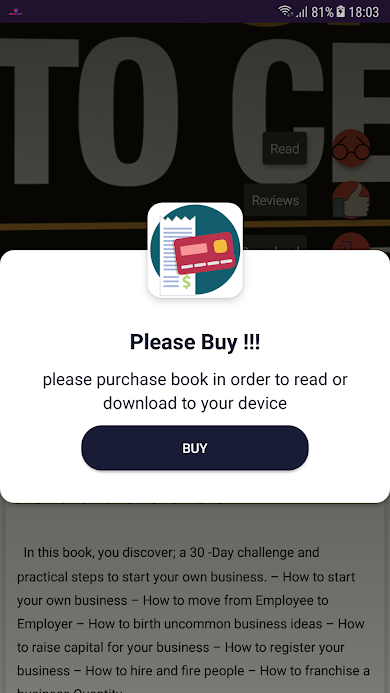 81% 18:03
TO CE
Read
Reviews
$
Please Buy !!!
please purchase book in order to read or
download to your device
BUY
In this book, you discover; a 30 -Day challenge and
practical steps to start your own business. – How to start
your own business – How to move from Employee to
Employer – How to birth uncommon business ideas – How
to raise capital for your business – How to register your
business – How to hire and fire people – How to franchise a
business Quantity